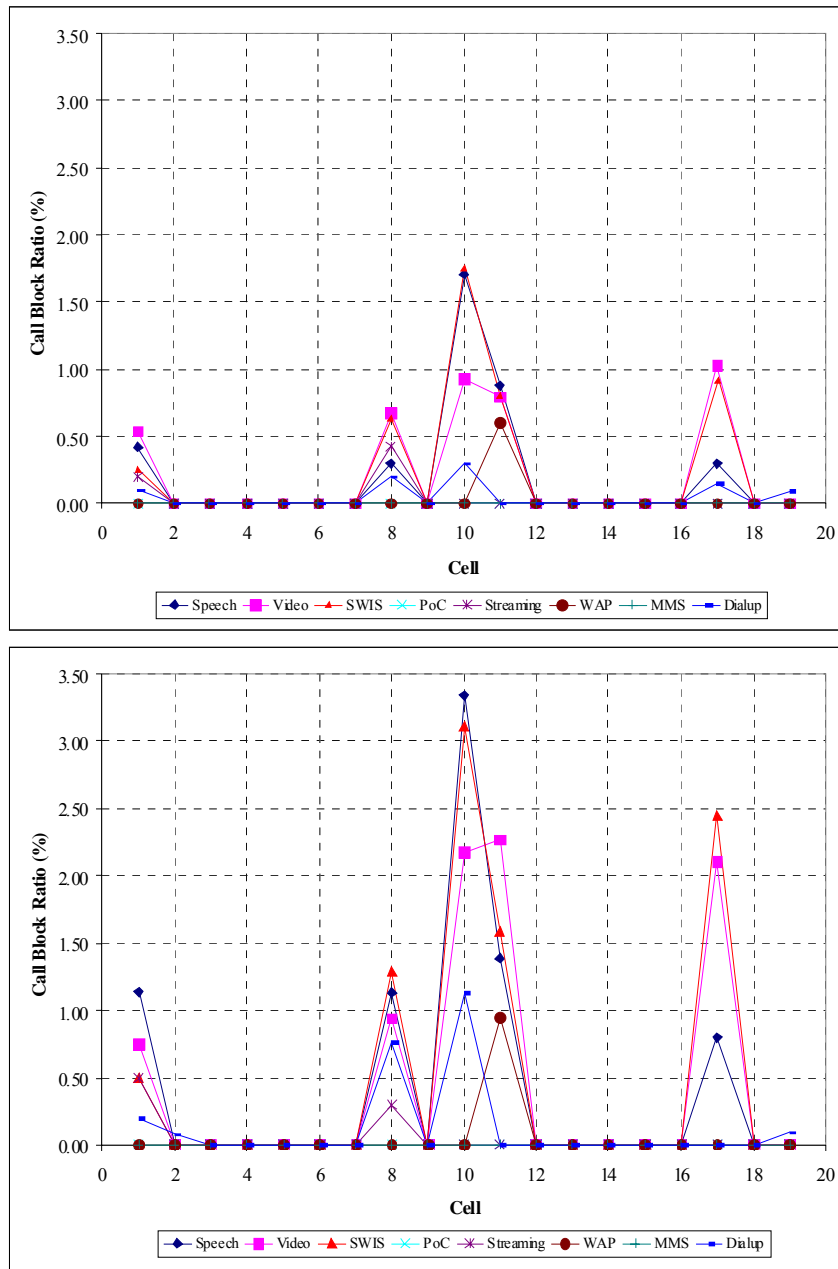 3.50
3.00
2.50
2.00
1.50
1.00
0.50
0.00
Call Block Ratio (%)
0 2 4 6 8 10 12 14 16 18 20
Cell
Speech Video SWIS PoC Streaming WAP MMS Dialup
3.50
3.00
2.50
2.00
1.50
1.00
0.50
0.00
Call Block Ratio (%)
0 2 4 6 8 10 12 14 16 18 20
Cell
Speech Video SWIS PoC Streaming WAP MMS Dialup